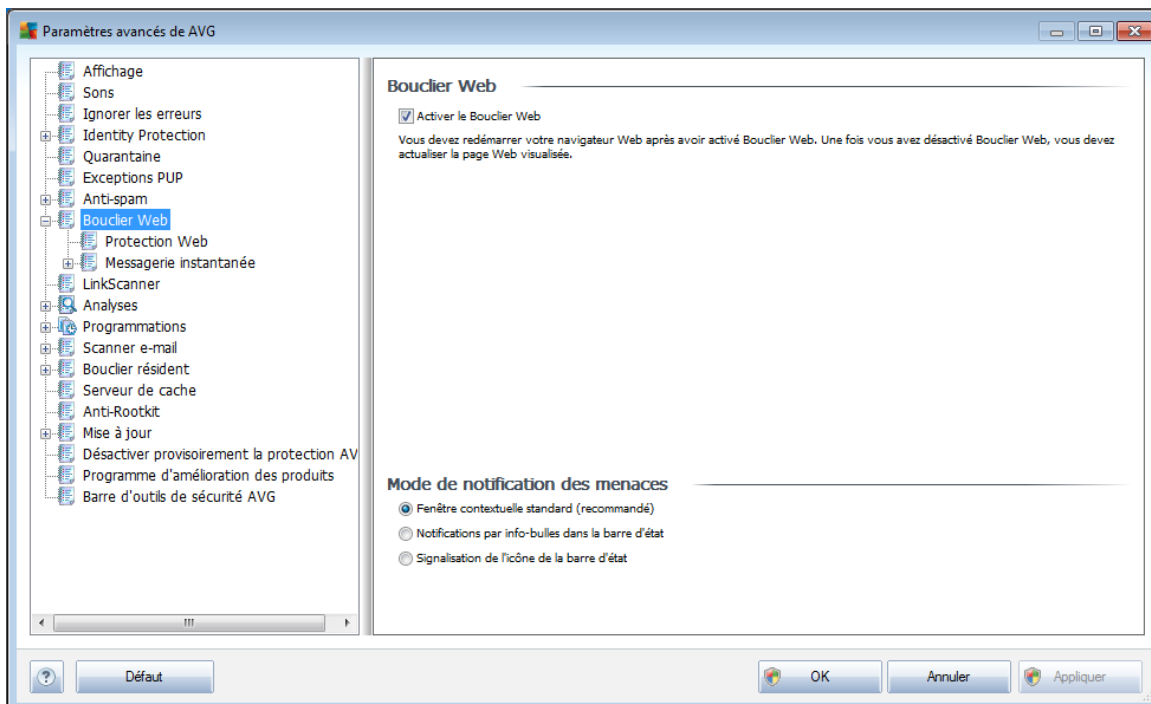 Paramètres avancés de AVG
Affichage
Sons
Ignorer les erreurs
Identity Protection
Quarantaine
Exceptions PUP
Anti-spam
Bouclier Web
Protection Web
Messagerie instantanée
LinkScanner
Analyses
Programmations
Scanner e-mail
Bouclier résident
Serveur de cache
Anti-Rootkit
Mise à jour
Désactiver provisoirement la protection AV
Programme d'amélioration des produits
Barre d'outils de sécurité AVG
Bouclier Web
Activer le Bouclier Web
Vous devez redémarrer votre navigateur Web après avoir activé Bouclier Web. Une fois vous avez désactivé Bouclier Web, vous devez
actualiser la page Web visualisée.
Mode de notification des menaces
Fenêtre contextuelle standard (recommandé)
Notifications par info-bulles dans la barre d'état
Signalisation de l'icône de la barre d'état
?
Défaut
OK
Annuler
Appliquer